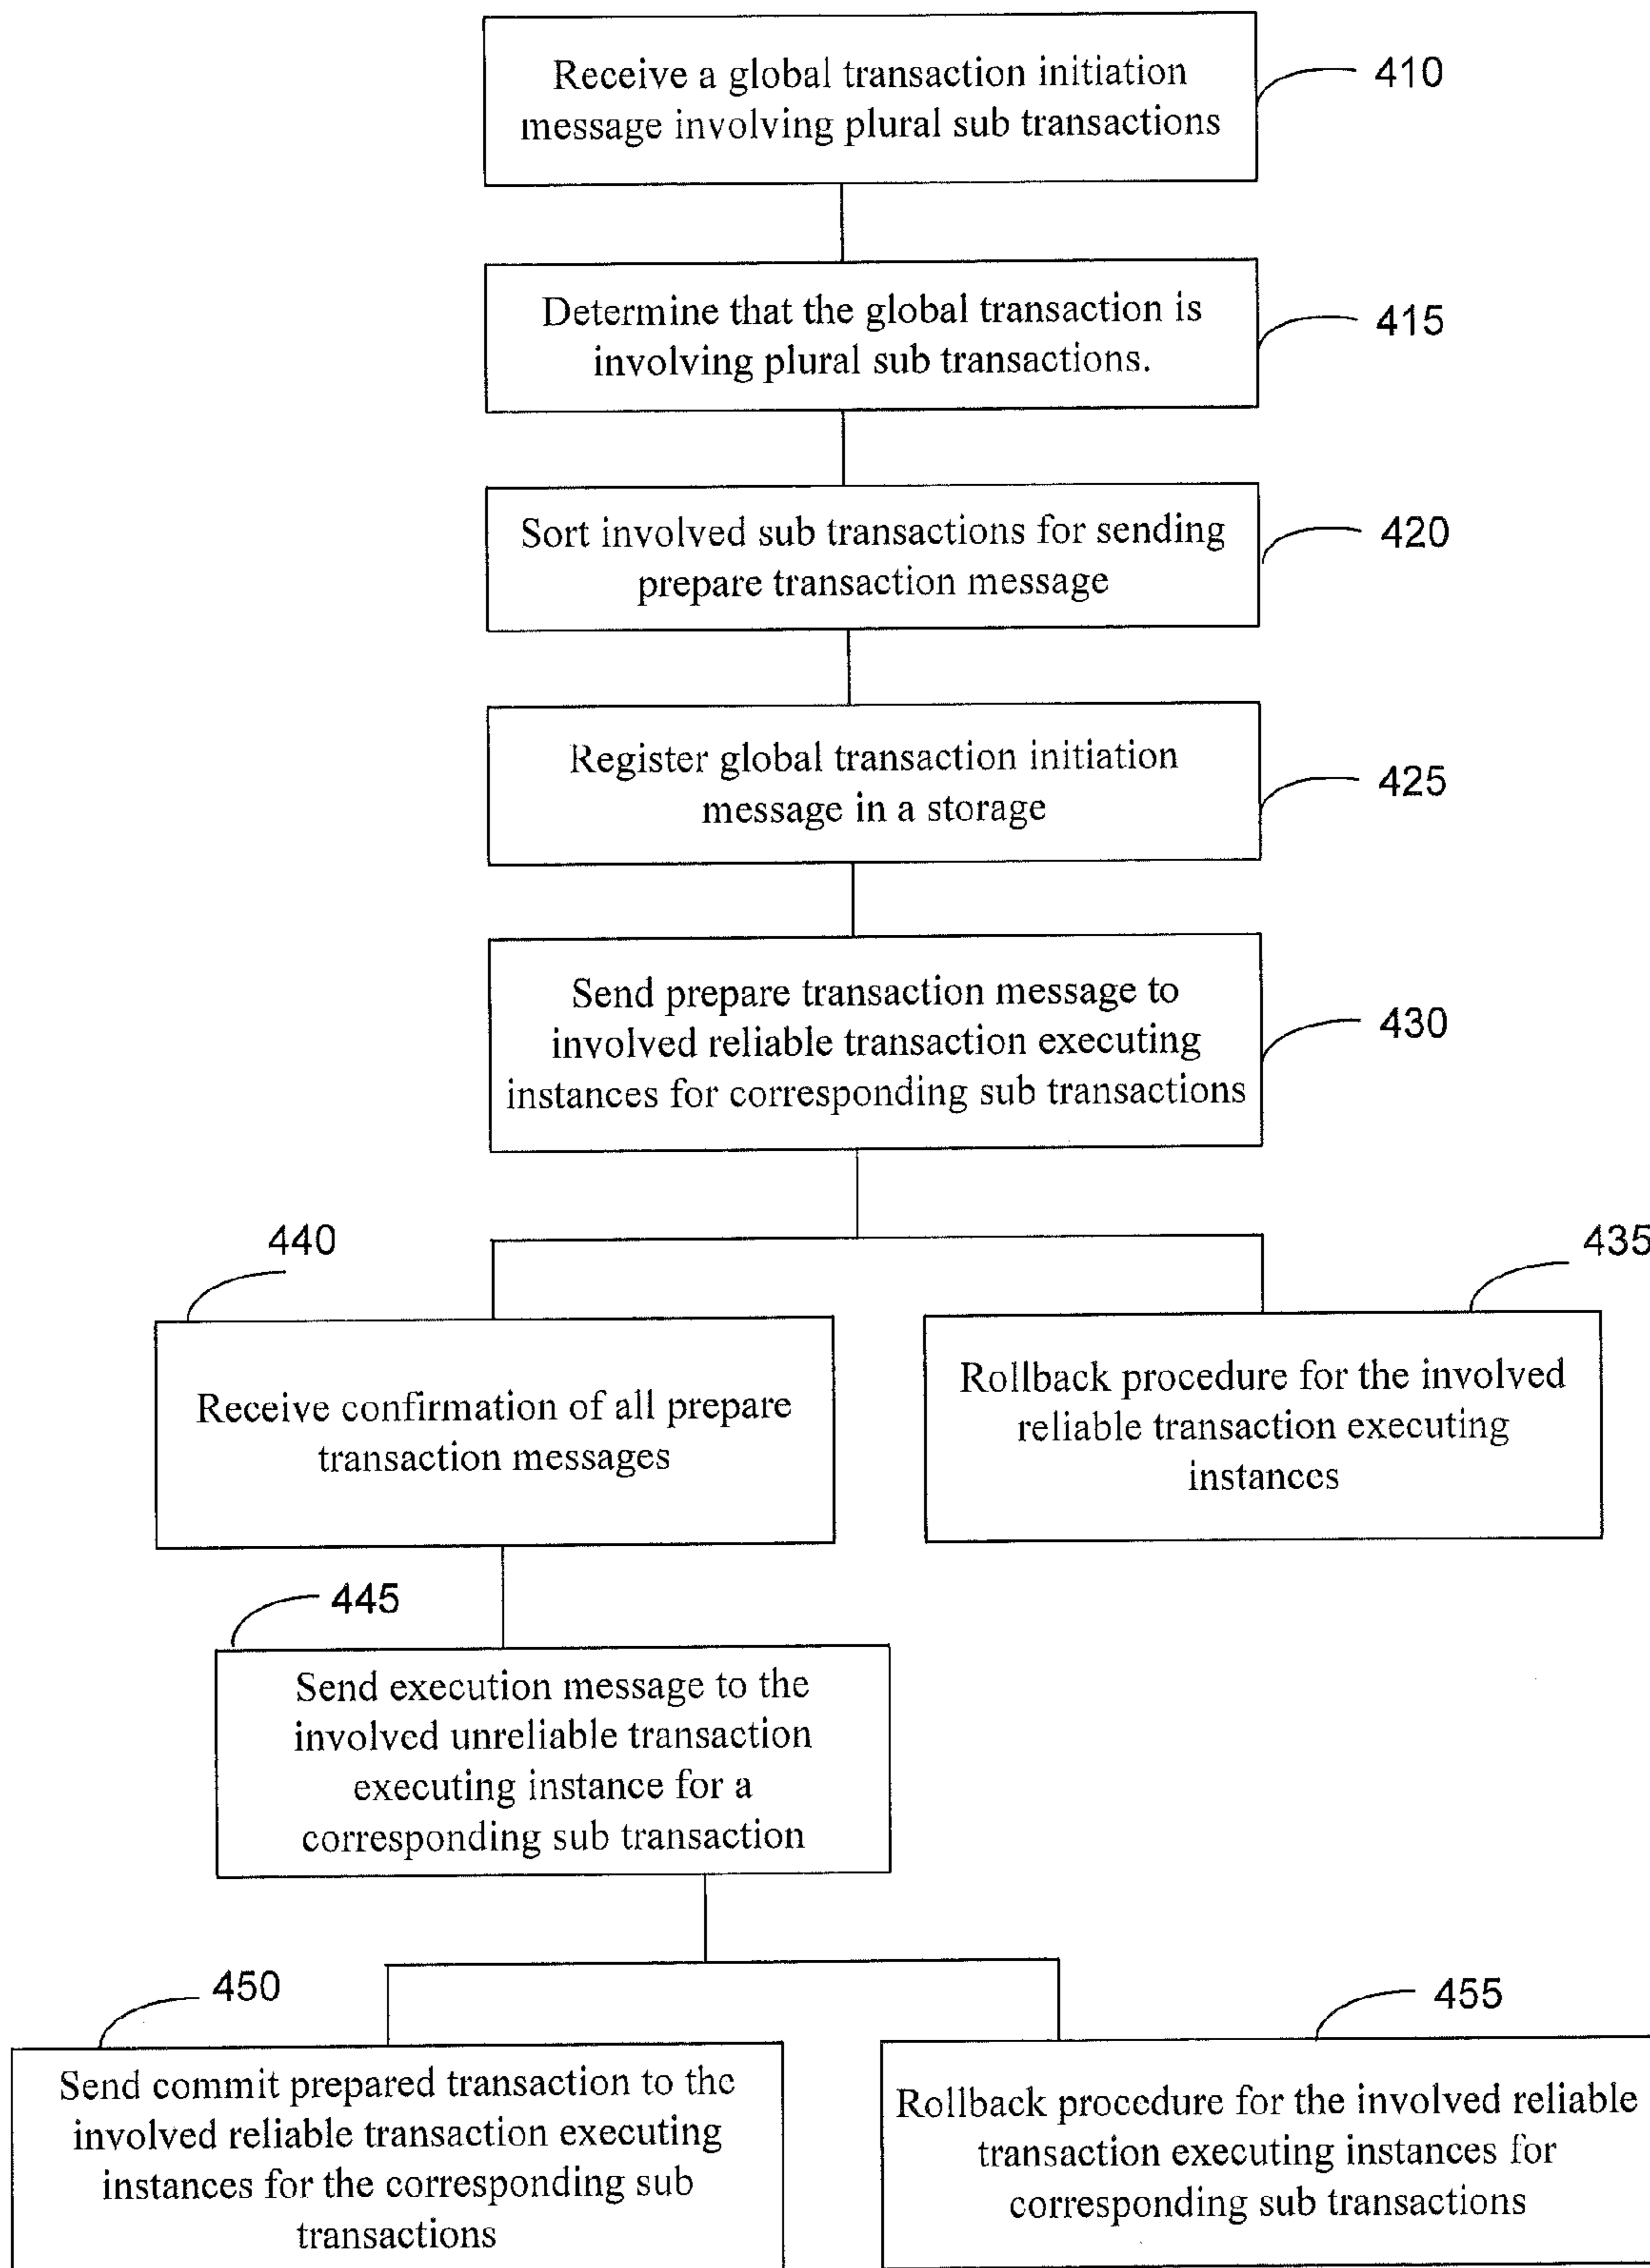 Receive a global transaction initiation
message involving plural sub transactions
410
Determine that the global transaction is
involving plural sub transactions.
415
Sort involved sub transactions for sending
prepare transaction message
420
Register global transaction initiation
message in a storage
425
Send prepare transaction message to
involved reliable transaction executing
instances for corresponding sub transactions
430
440
435
Receive confirmation of all prepare
transaction messages
Rollback procedure for the involved
reliable transaction executing
instances
445
Send execution message to the
involved unreliable transaction
executing instance for a
corresponding sub transaction
450
455
Send commit prepared transaction to the
involved reliable transaction executing
instances for the corresponding sub
transactions
Rollback procedure for the involved reliable
transaction executing instances for
corresponding sub transactions